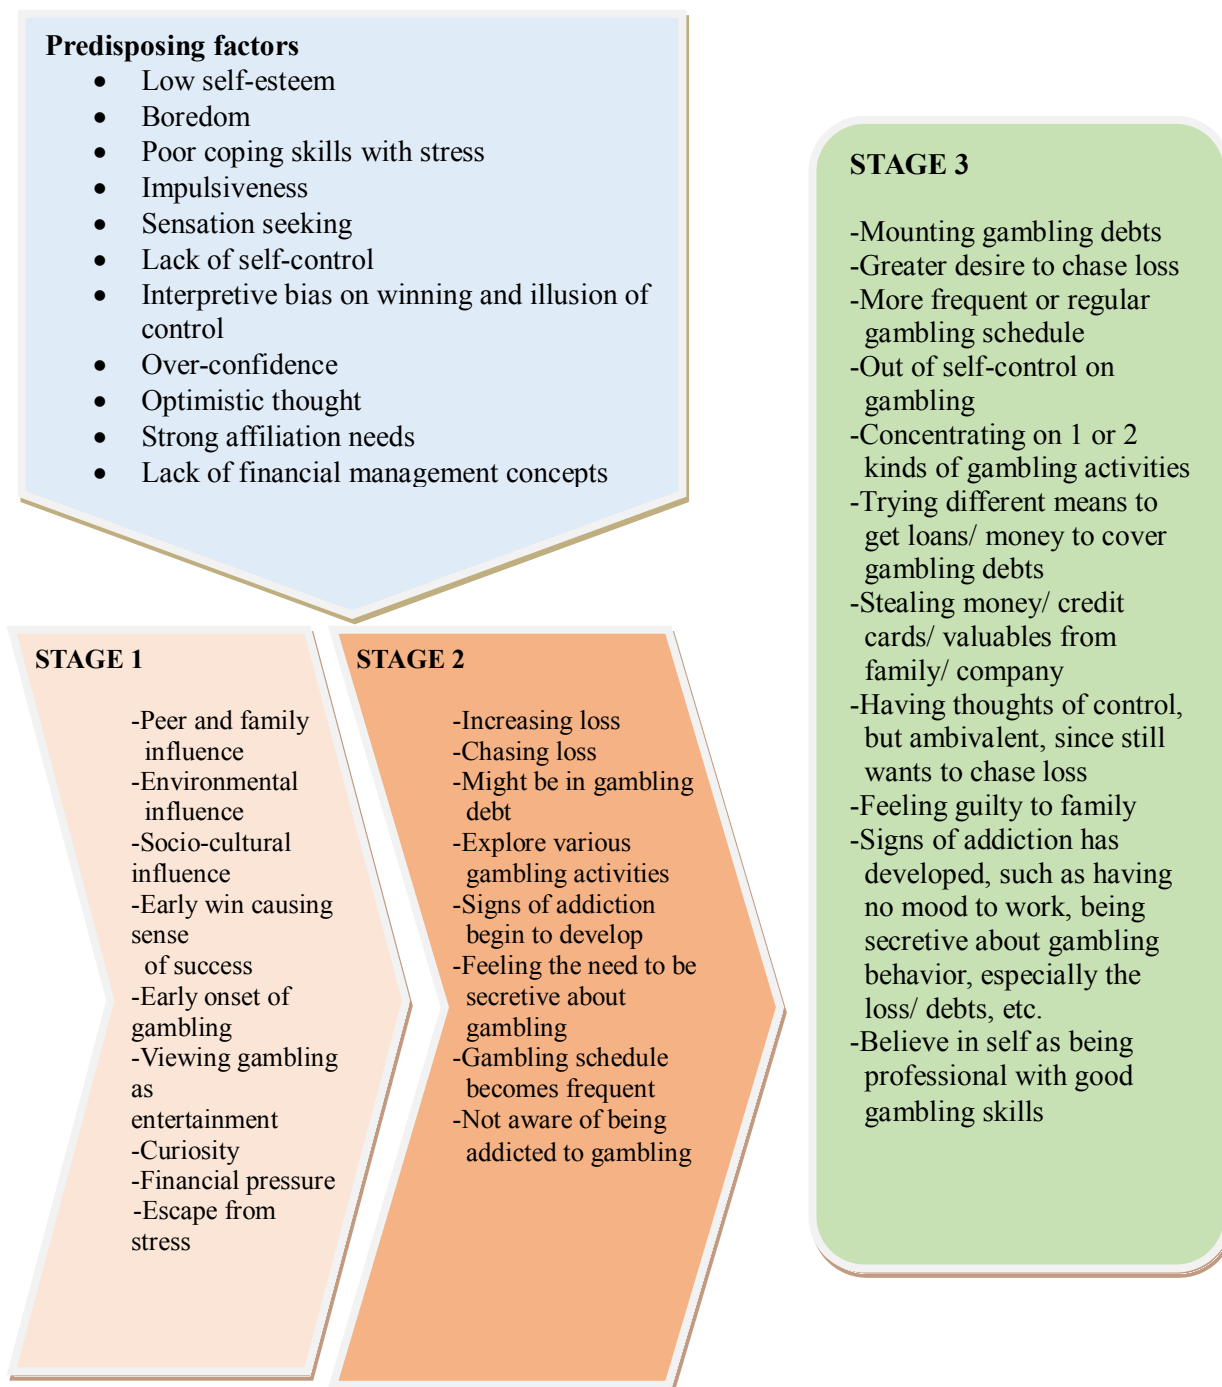 Predisposing factors
• Low self-esteem
• Boredom
• Poor coping skills with stress
• Impulsiveness
• Sensation seeking
• Lack of self-control
• Interpretive bias on winning and illusion of
control
• Over-confidence
• Optimistic thought
• Strong affiliation needs
• Lack of financial management concepts
STAGE 1
-Peer and family
influence
-Environmental
influence
-Socio-cultural
influence
-Early win causing
sense
of success
-Early onset of
gambling
-Viewing gambling
as
entertainment
-Curiosity
-Financial pressure
-Escape from
stress
STAGE 2
-Increasing loss
-Chasing loss
-Might be in gambling
debt
-Explore various
gambling activities
-Signs of addiction
begin to develop
-Feeling the need to be
secretive about
gambling
-Gambling schedule
becomes frequent
-Not aware of being
addicted to gambling
STAGE 3
-Mounting gambling debts
-Greater desire to chase loss
-More frequent or regular
gambling schedule
-Out of self-control on
gambling
-Concentrating on 1 or 2
kinds of gambling activities
-Trying different means to
get loans/ money to cover
gambling debts
-Stealing money/ credit
cards/ valuables from
family/ company
-Having thoughts of control,
but ambivalent, since still
wants to chase loss
-Feeling guilty to family
-Signs of addiction has
developed, such as having
no mood to work, being
secretive about gambling
behavior, especially the
loss/ debts, etc.
-Believe in self as being
professional with good
gambling skills